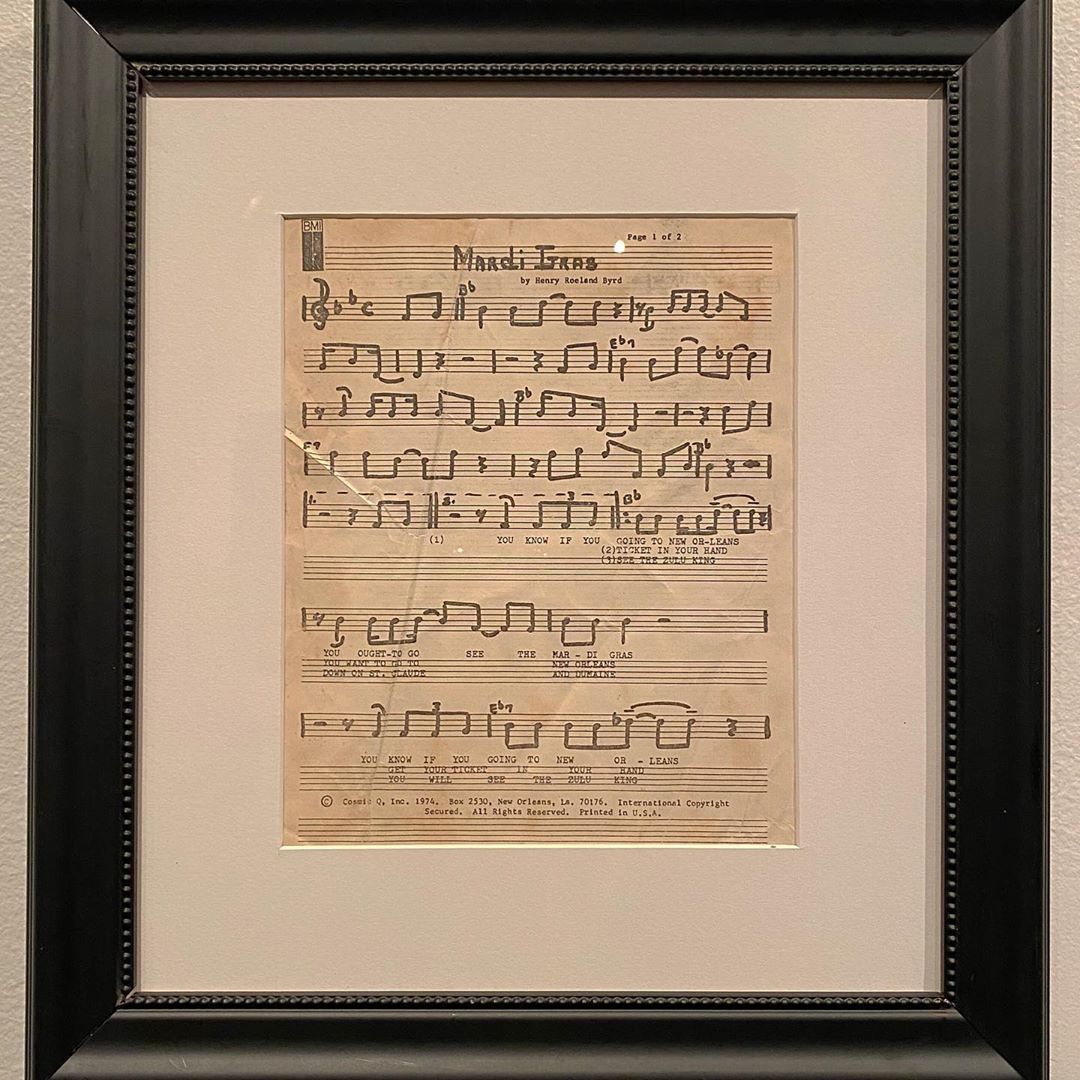 BMI
Page 1 of 2
Mardi Gras
by Henry Roeland Byrd
Bb
Eb7
Bb
F7
Bb
1.
2.
3
Bb
(1) YOU KNOW IF YOU GOING TO NEW OR-LEANS
(2)TICKET IN YOUR HAND
(3)SEE THE ZULU KING
YOU OUGHT-TO GO SEE THE MAR - DI GRAS
YOU WANT TO GO TO NEW ORLEANS
DOWN ON ST. CLAUDE AND DUMAINE
3
Eb7
YOU KNOW IF YOU GOING TO NEW OR - LEANS
GET YOUR TICKET IN YOUR HAND
YOU WILL SEE THE ZULU KING
© Cosmic Q, Inc. 1974. Box 2530, New Orleans, La. 70176. International Copyright
Secured. All Rights Reserved. Printed in U.S.A.